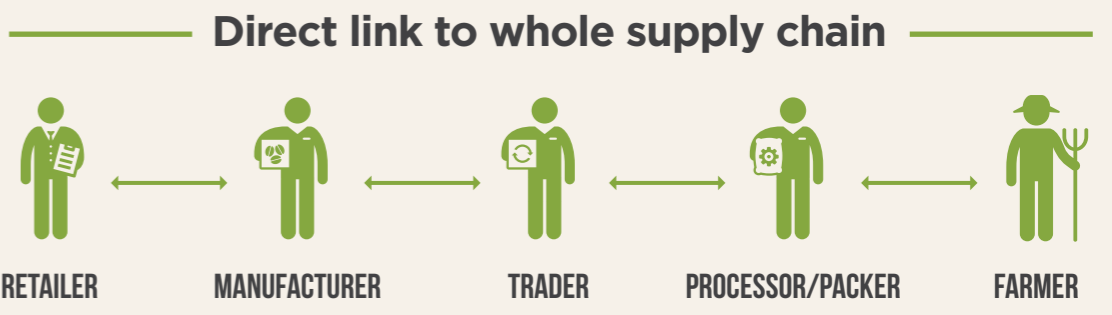 Direct link to whole supply chain
RETAILER MANUFACTURER TRADER PROCESSOR/PACKER FARMER